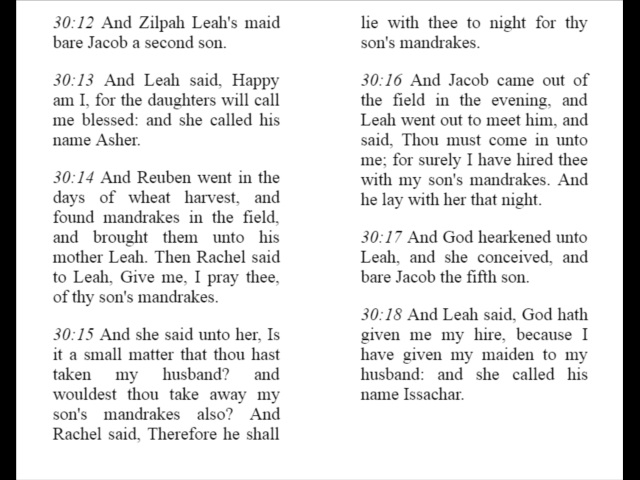 30:12 And Zilpah Leah's maid
bare Jacob a second son.
30:13 And Leah said, Happy
am I, for the daughters will call
me blessed: and she called his
name Asher.
30:14 And Reuben went in the
days of wheat harvest, and
found mandrakes in the field,
and brought them unto his
mother Leah. Then Rachel said
to Leah, Give me, I pray thee,
of thy son's mandrakes.
30:15 And she said unto her, Is
it a small matter that thou hast
taken my husband? and
wouldest thou take away my
son's mandrakes also? And
Rachel said, Therefore he shall
lie with thee to night for thy
son's mandrakes.
30:16 And Jacob came out of
the field in the evening, and
Leah went out to meet him, and
said, Thou must come in unto
me; for surely I have hired thee
with my son's mandrakes. And
he lay with her that night.
30:17 And God hearkened unto
Leah, and she conceived, and
bare Jacob the fifth son.
30:18 And Leah said, God hath
given me my hire, because I
have given my maiden to my
husband: and she called his
name Issachar.